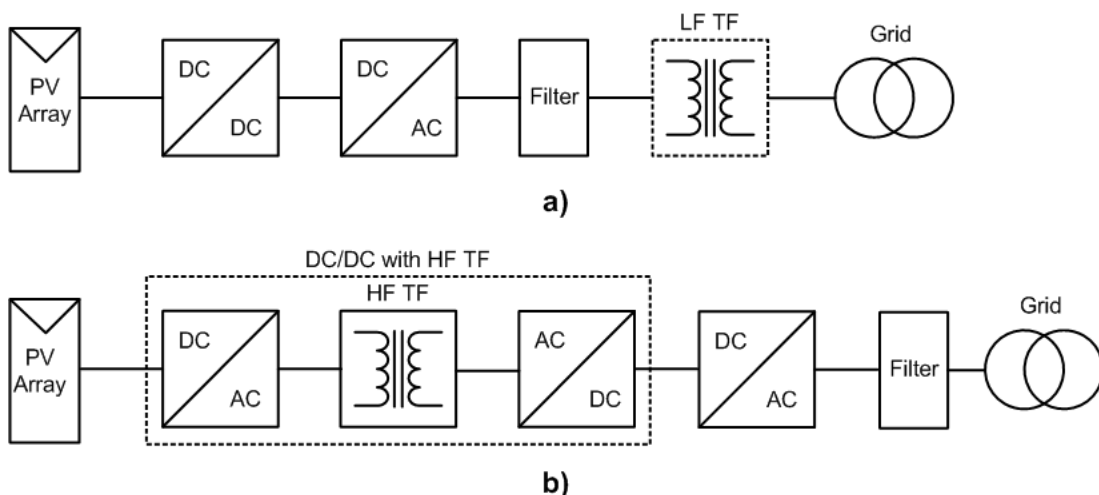 LF TF
Grid
PV
Array
DC
DC
DC
AC
Filter
a)
DC/DC with HF TF
HF TF
Grid
PV
Array
DC
AC
AC
DC
DC
AC
Filter
b)